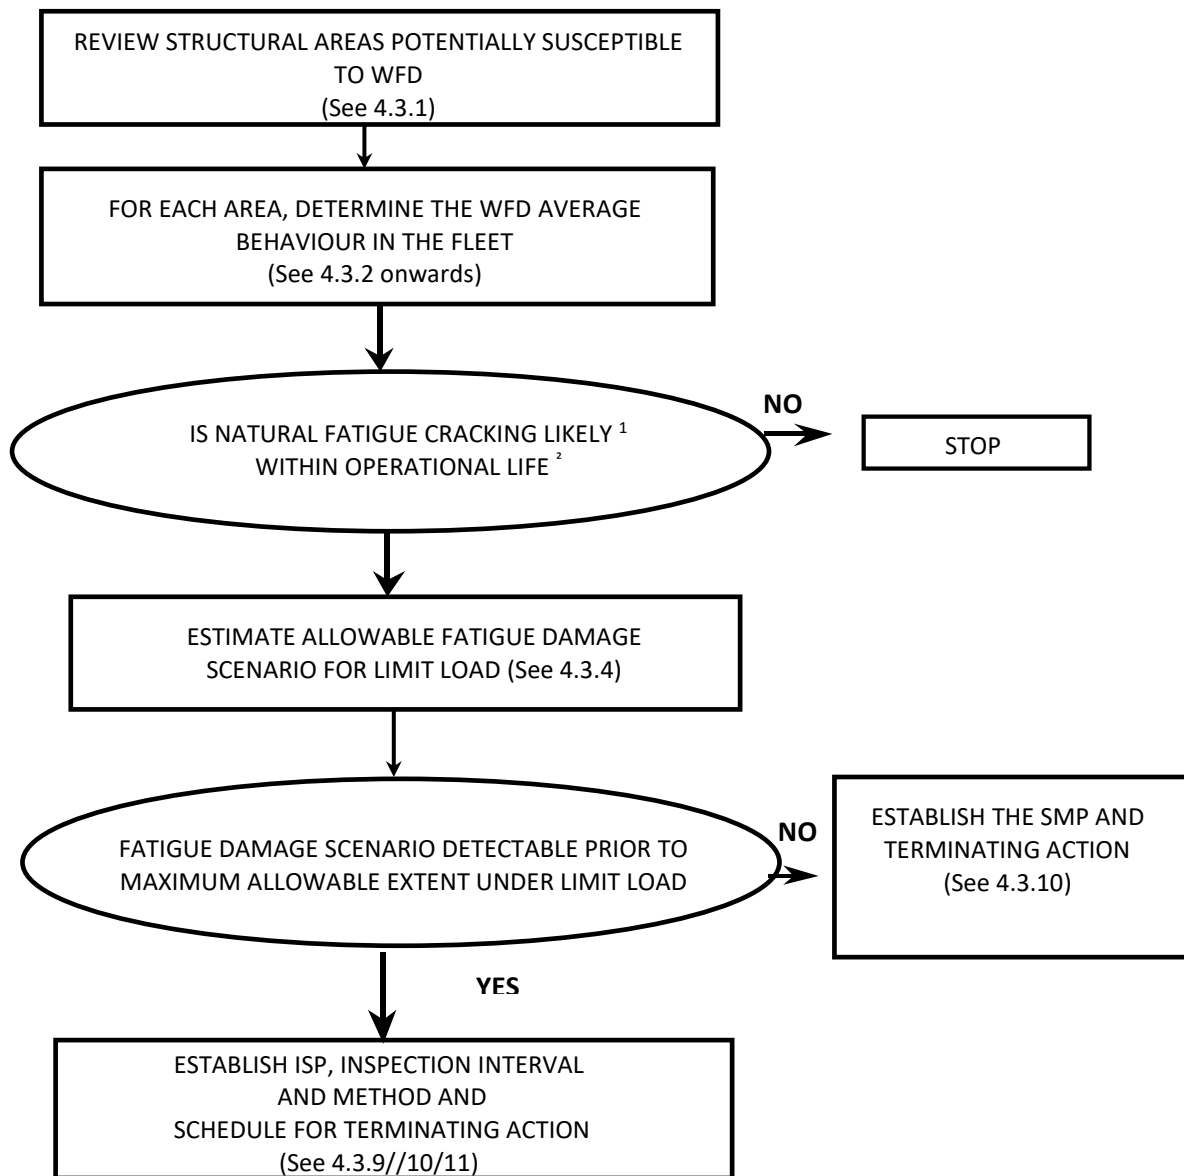 REVIEW STRUCTURAL AREAS POTENTIALLY SUSCEPTIBLE
TO WFD
(See 4.3.1)
FOR EACH AREA, DETERMINE THE WFD AVERAGE
BEHAVIOUR IN THE FLEET
(See 4.3.2 onwards)
IS NATURAL FATIGUE CRACKING LIKELY ¹
WITHIN OPERATIONAL LIFE ²
NO
STOP
ESTIMATE ALLOWABLE FATIGUE DAMAGE
SCENARIO FOR LIMIT LOAD (See 4.3.4)
FATIGUE DAMAGE SCENARIO DETECTABLE PRIOR TO
MAXIMUM ALLOWABLE EXTENT UNDER LIMIT LOAD
NO
ESTABLISH THE SMP AND
TERMINATING ACTION
(See 4.3.10)
YES
ESTABLISH ISP, INSPECTION INTERVAL
AND METHOD AND
SCHEDULE FOR TERMINATING ACTION
(See 4.3.9//10/11)